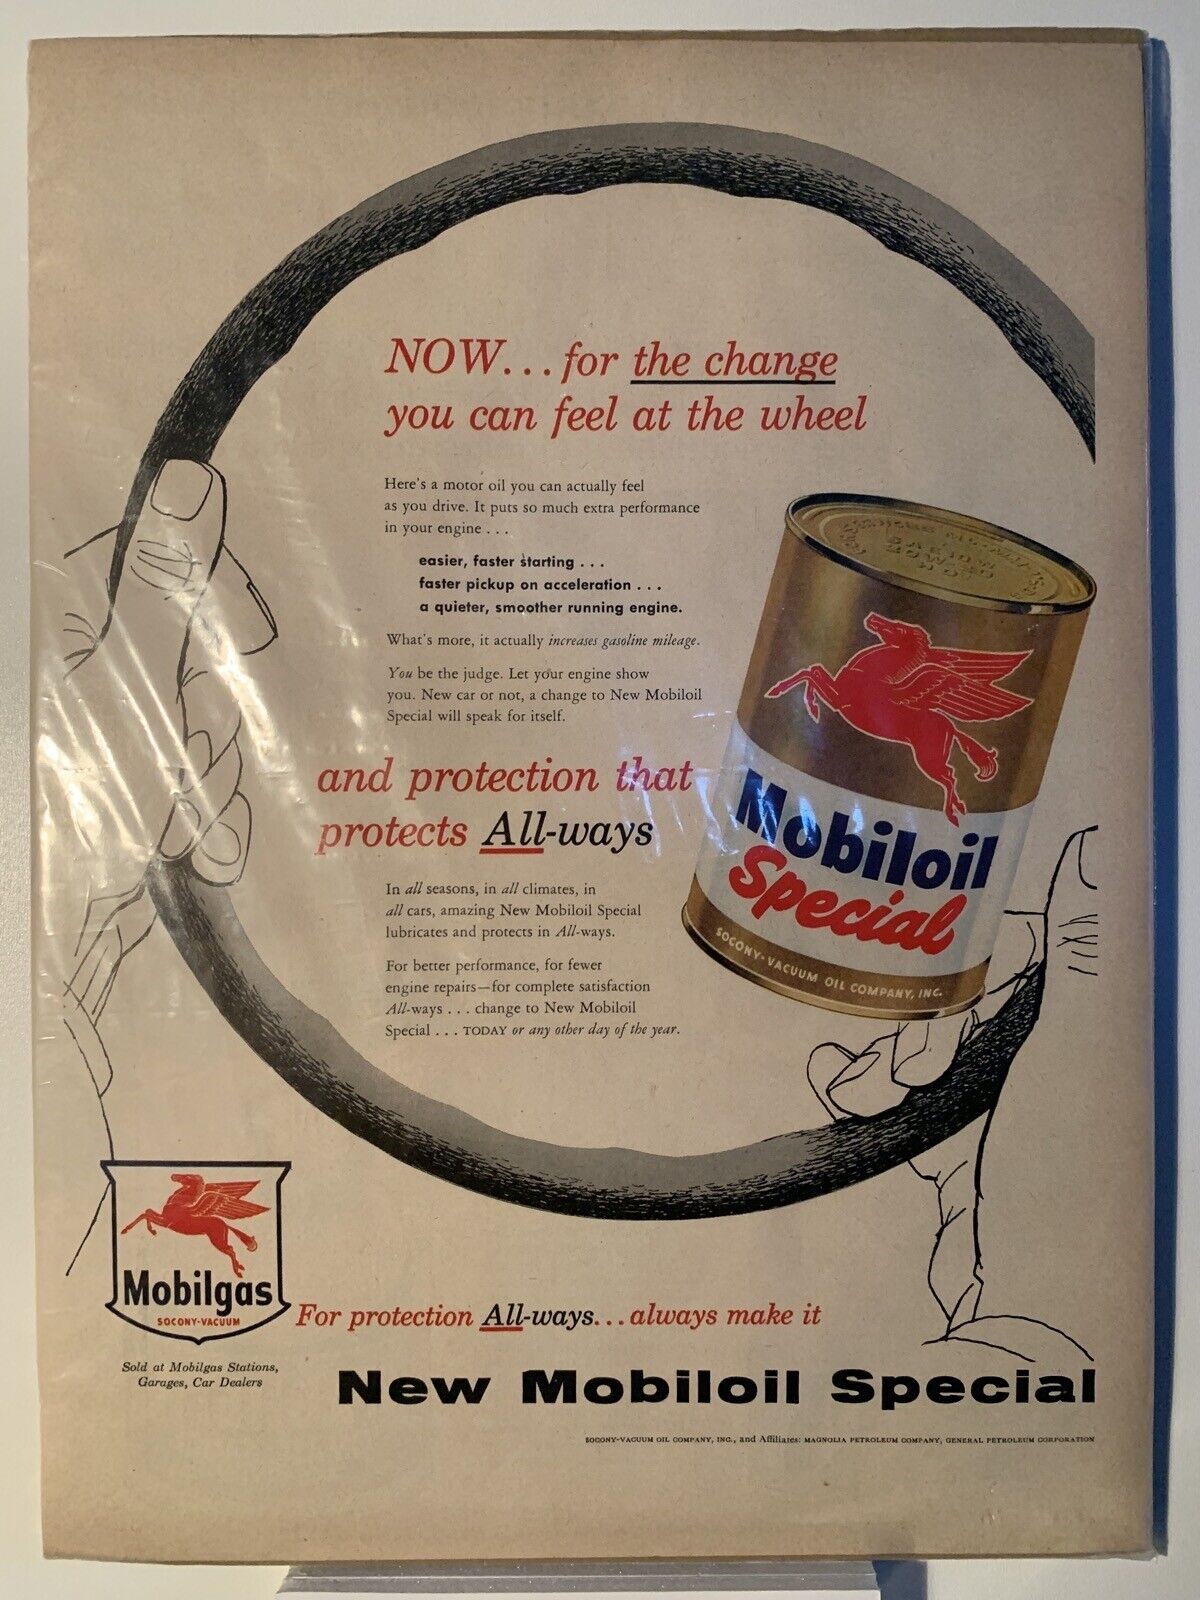 NOW...for the change
you can feel at the wheel
Here's a motor oil you can actually feel
as you drive. It puts so much extra performance
in your engine . . .
easier, faster starting . . .
faster pickup on acceleration . . .
a quieter, smoother running engine.
What's more, it actually increases gasoline mileage.
You be the judge. Let your engine show
you. New car or not, a change to New Mobiloil
Special will speak for itself.
and protection that
protects All-ways
In all seasons, in all climates, in
all cars, amazing New Mobiloil Special
lubricates and protects in All-ways.
For better performance, for fewer
engine repairs—for complete satisfaction
All-ways . . . change to New Mobiloil
Special . . . TODAY or any other day of the year.
Mobiloil
Special
SOCONY-VACUUM OIL COMPANY, INC.
Mobilgas
SOCONY-VACUUM
Sold at Mobilgas Stations,
Garages, Car Dealers
For protection All-ways...always make it
New Mobiloil Special
SOCONY-VACUUM OIL COMPANY, INC., and Affiliates: MAGNOLIA PETROLEUM COMPANY, GENERAL PETROLEUM CORPORATION